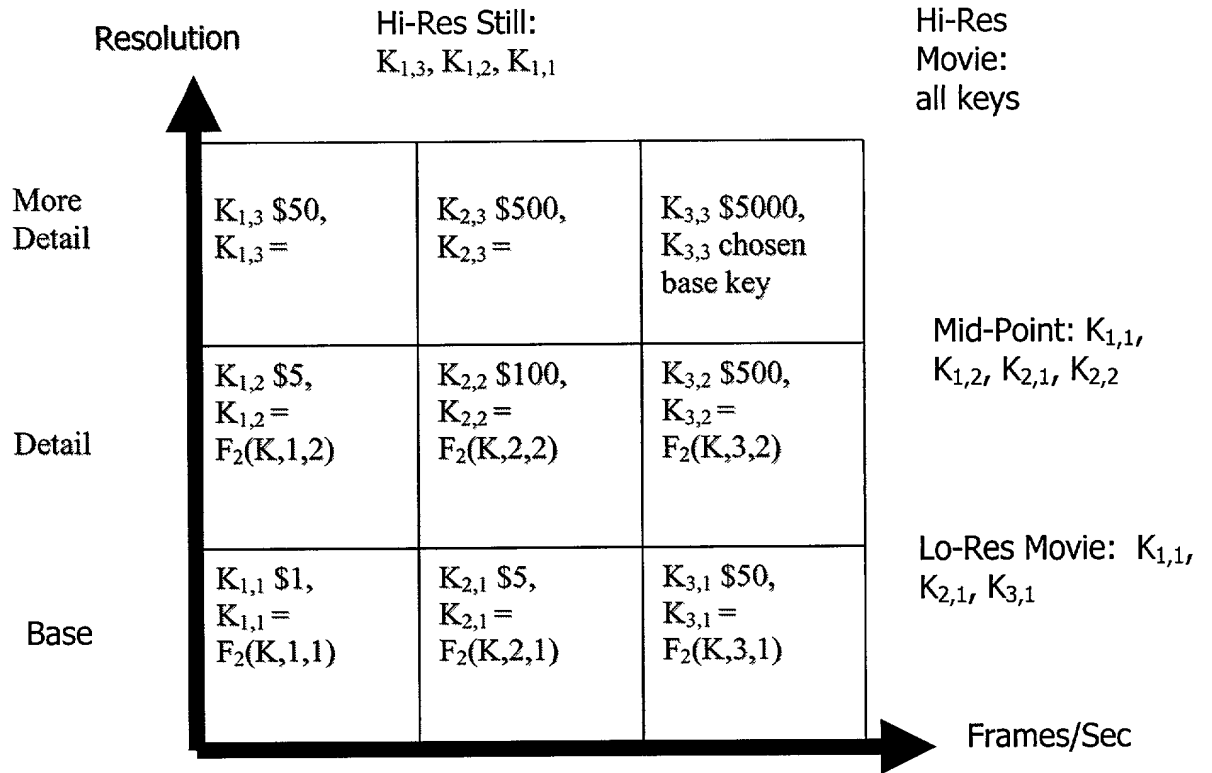 Resolution
Hi-Res Still:
K1,3, K1,2, K1,1
Hi-Res
Movie:
all keys
More
Detail
K1,3 $50,
K1,3 =
K2,3 $500,
K2,3 =
K3,3 $5000,
K3,3 chosen
base key
Mid-Point: K1,1,
K1,2, K2,1, K2,2
Detail
K1,2 $5,
K1,2 =
F2(K,1,2)
K2,2 $100,
K2,2 =
F2(K,2,2)
K3,2 $500,
K3,2 =
F2(K,3,2)
Lo-Res Movie: K1,1,
K2,1, K3,1
Base
K1,1 $1,
K1,1 =
F2(K,1,1)
K2,1 $5,
K2,1 =
F2(K,2,1)
K3,1 $50,
K3,1 =
F2(K,3,1)
Frames/Sec